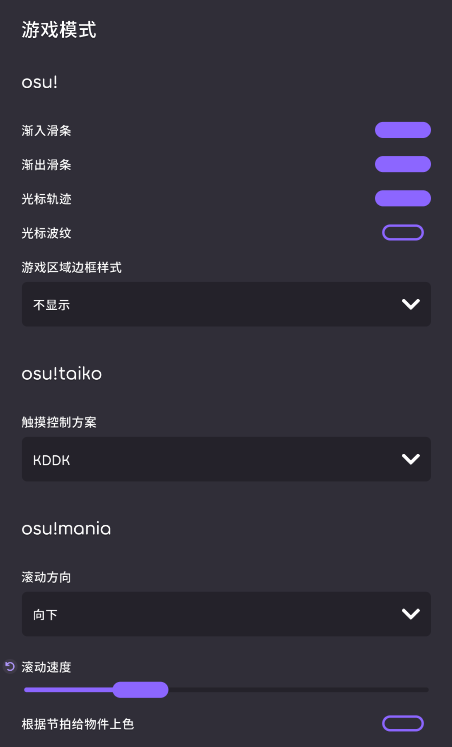 游戏模式
osu!
渐入滑条
渐出滑条
光标轨迹
光标波纹
游戏区域边框样式
不显示
osu!taiko
触摸控制方案
KDDK
osu!mania
滚动方向
向下
滚动速度
根据节拍给物件上色